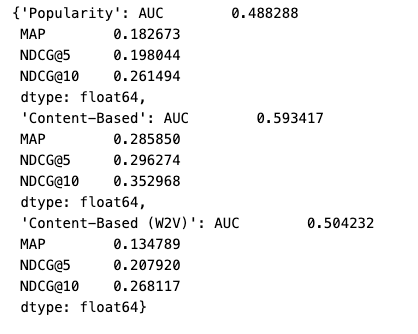 {'Popularity': AUC 0.488288
MAP 0.182673
NDCG@5 0.198044
NDCG@10 0.261494
dtype: float64,
'Content-Based': AUC 0.593417
MAP 0.285850
NDCG@5 0.296274
NDCG@10 0.352968
dtype: float64,
'Content-Based (W2V)': AUC 0.504232
MAP 0.134789
NDCG@5 0.207920
NDCG@10 0.268117
dtype: float64}